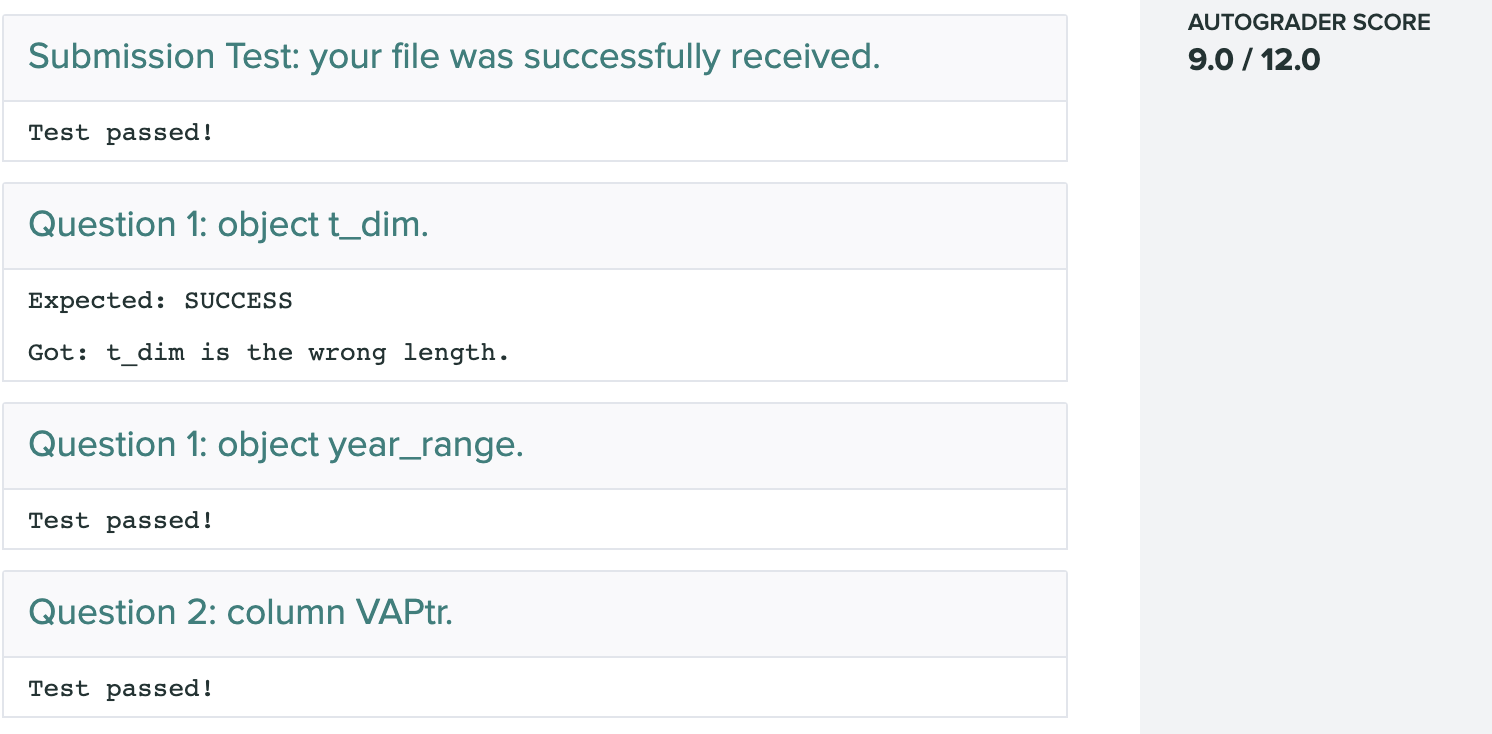 Submission Test: your file was successfully received.
Test passed!
Question 1: object t_dim.
Expected: SUCCESS
Got: t_dim is the wrong length.
Question 1: object year_range.
Test passed!
Question 2: column VAPtr.
Test passed!
AUTOGRADER SCORE
9.0 / 12.0